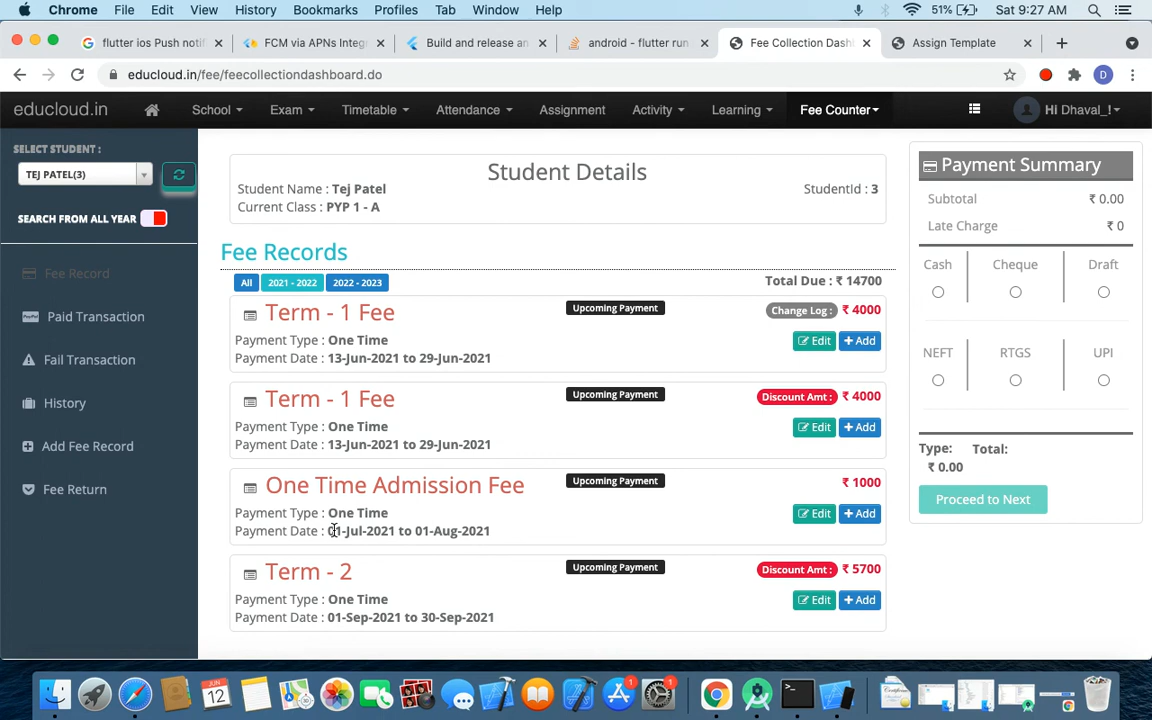 Chrome File Edit View History Bookmarks Profiles Tab Window Help 51% Sat 9:27 AM
flutter ios Push notif FCM via APNs Integ Build and release an android - flutter run Fee Collection Dash Assign Template
educloud.in/fee/feecollectiondashboard.do D
educloud.in School Exam Timetable Attendance Assignment Activity Learning Fee Counter Hi Dhaval_!
SELECT STUDENT :
TEJ PATEL(3)
SEARCH FROM ALL YEAR
Fee Record
Paid Transaction
Fail Transaction
History
Add Fee Record
Fee Return
Student Details
Student Name : Tej Patel StudentId : 3
Current Class : PYP 1 - A
Fee Records
All 2021 - 2022 2022 - 2023 Total Due : ₹ 14700
Term - 1 Fee Upcoming Payment Change Log : ₹ 4000
Payment Type : One Time Edit + Add
Payment Date : 13-Jun-2021 to 29-Jun-2021
Term - 1 Fee Upcoming Payment Discount Amt : ₹ 4000
Payment Type : One Time Edit + Add
Payment Date : 13-Jun-2021 to 29-Jun-2021
One Time Admission Fee Upcoming Payment ₹ 1000
Payment Type : One Time Edit + Add
Payment Date : 01-Jul-2021 to 01-Aug-2021
Term - 2 Upcoming Payment Discount Amt : ₹ 5700
Payment Type : One Time Edit + Add
Payment Date : 01-Sep-2021 to 30-Sep-2021
Payment Summary
Subtotal ₹ 0.00
Late Charge ₹ 0
Cash Cheque Draft
NEFT RTGS UPI
Type: Total:
₹ 0.00
Proceed to Next
JUN
12
1
1